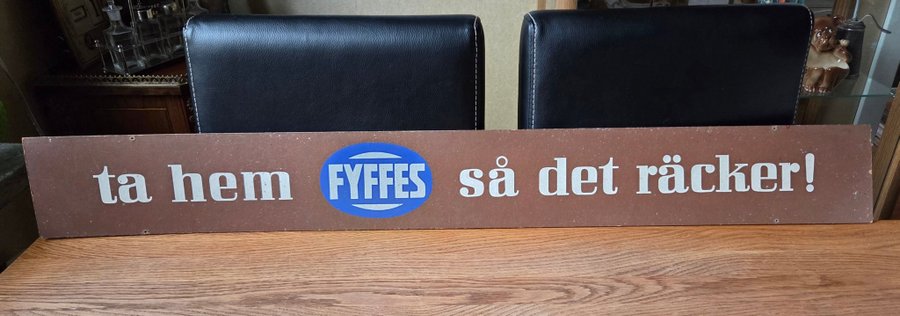 ta hem FYFFES så det räcker!